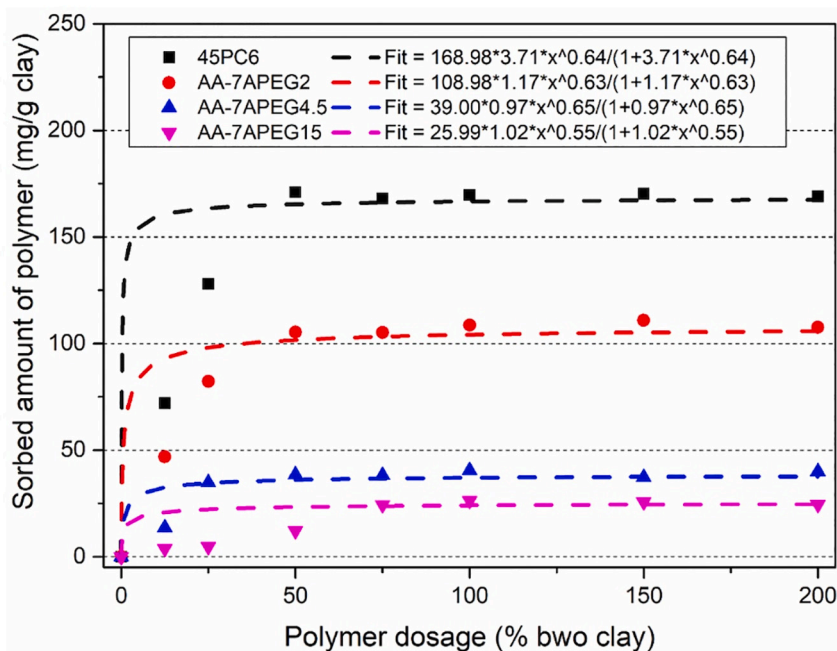 250
200
150
100
50
0
Sorbed amount of polymer (mg/g clay)
45PC6 Fit = 168.98*3.71*x^0.64/(1+3.71*x^0.64)
AA-7APEG2 Fit = 108.98*1.17*x^0.63/(1+1.17*x^0.63)
AA-7APEG4.5 Fit = 39.00*0.97*x^0.65/(1+0.97*x^0.65)
AA-7APEG15 Fit = 25.99*1.02*x^0.55/(1+1.02*x^0.55)
0 50 100 150 200
Polymer dosage (% bwo clay)